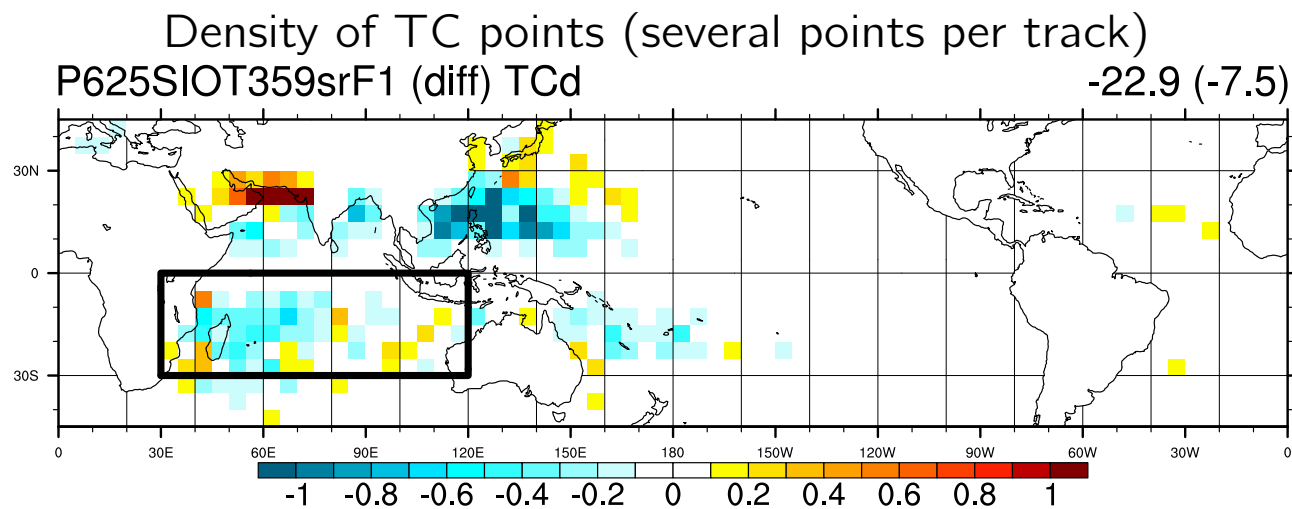 Density of TC points (several points per track)
P625SIOT359srF1 (diff) TCd -22.9 (-7.5)
30N
0
30S
0 30E 60E 90E 120E 150E 180 150W 120W 90W 60W 30W 0
-1 -0.8 -0.6 -0.4 -0.2 0 0.2 0.4 0.6 0.8 1